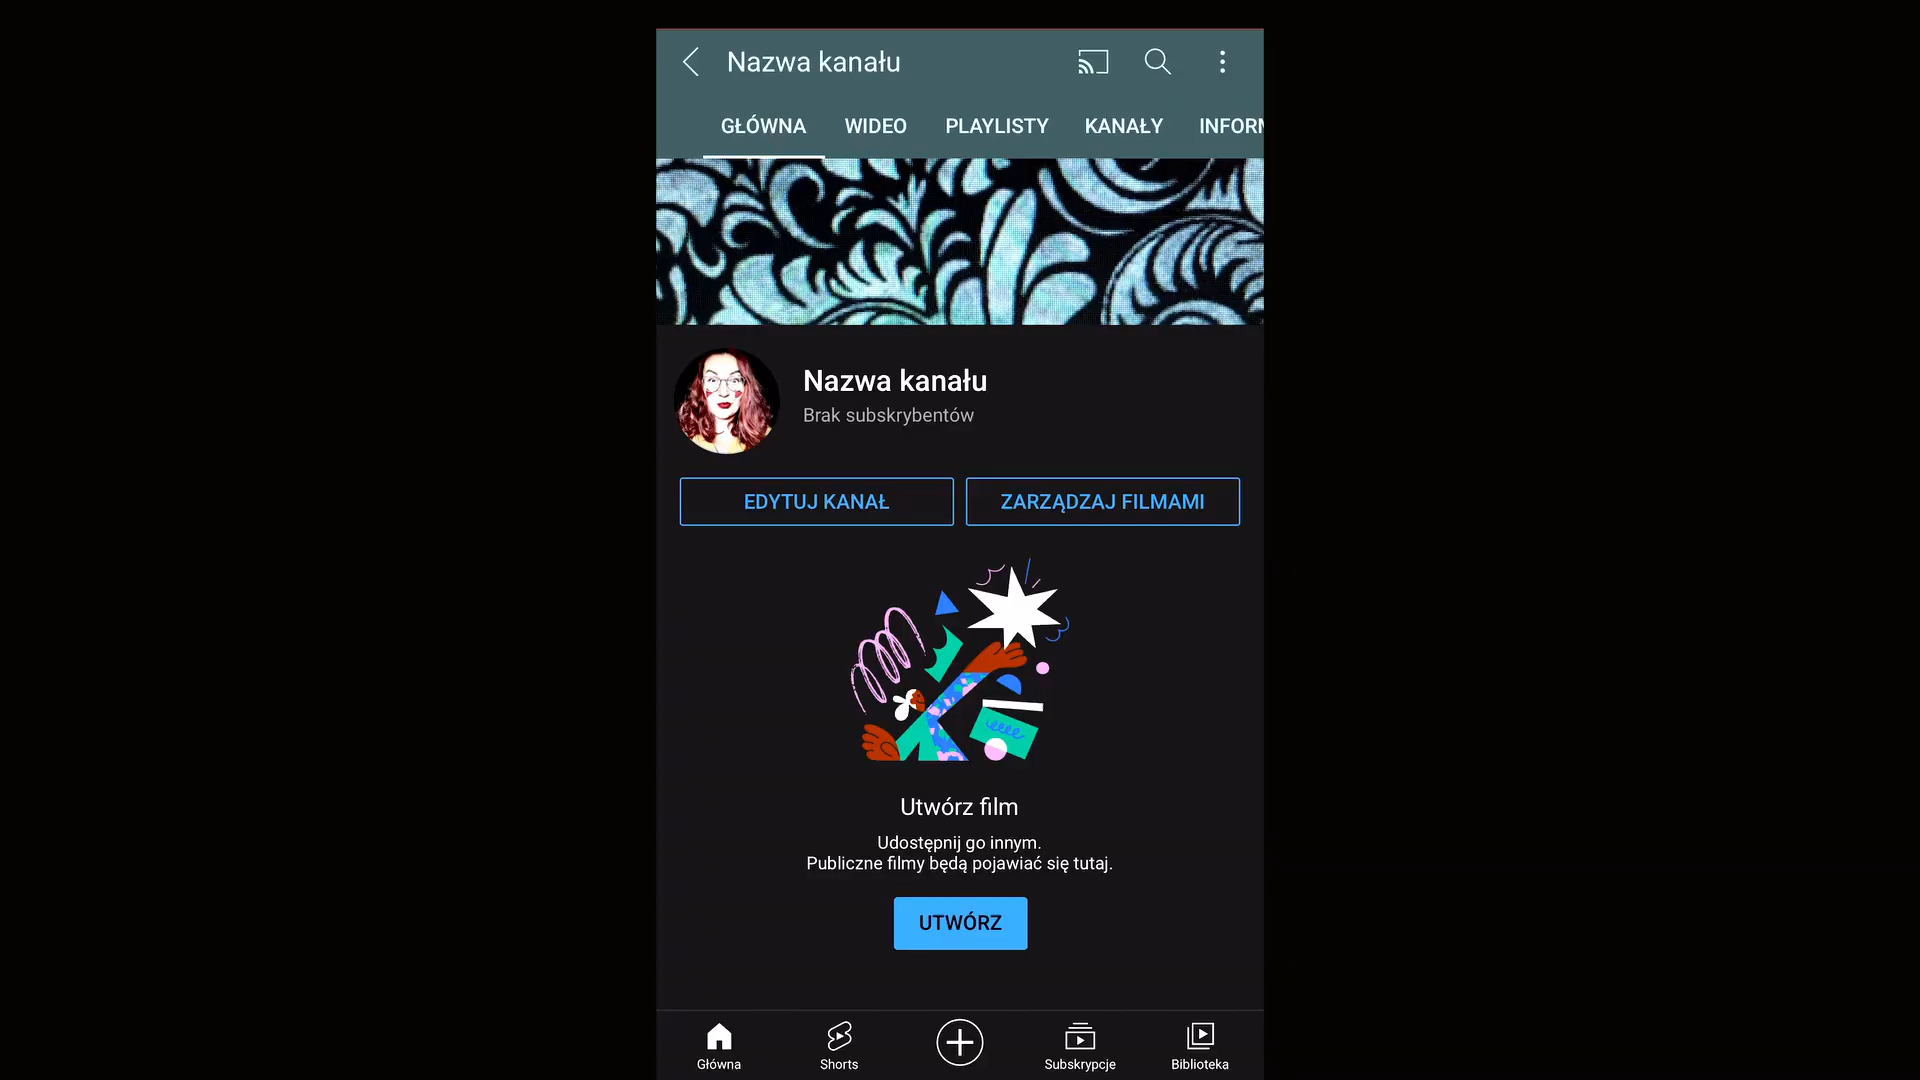 Nazwa kanału
GŁÓWNA WIDEO PLAYLISTY KANAŁY INFORM
Nazwa kanału
Brak subskrybentów
EDYTUJ KANAŁ ZARZĄDZAJ FILMAMI
Utwórz film
Udostępnij go innym.
Publiczne filmy będą pojawiać się tutaj.
UTWÓRZ
Główna Shorts Subskrypcje Biblioteka